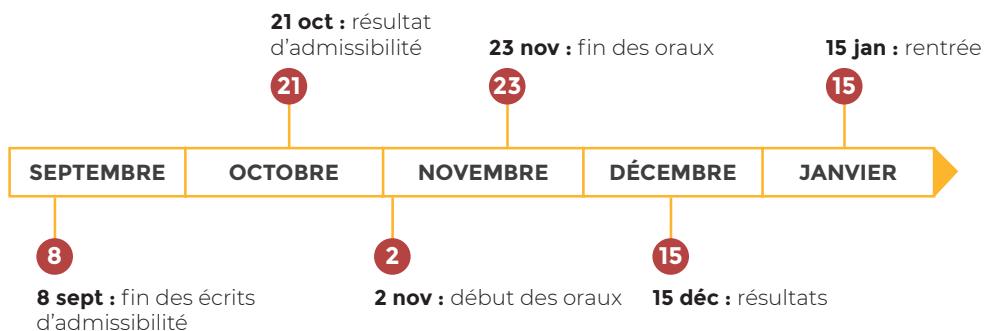 21 oct : résultat
d’admissibilité
23 nov : fin des oraux
15 jan : rentrée
21
23
15
SEPTEMBRE
OCTOBRE
NOVEMBRE
DÉCEMBRE
JANVIER
8
2
15
8 sept : fin des écrits
d’admissibilité
2 nov : début des oraux
15 déc : résultats